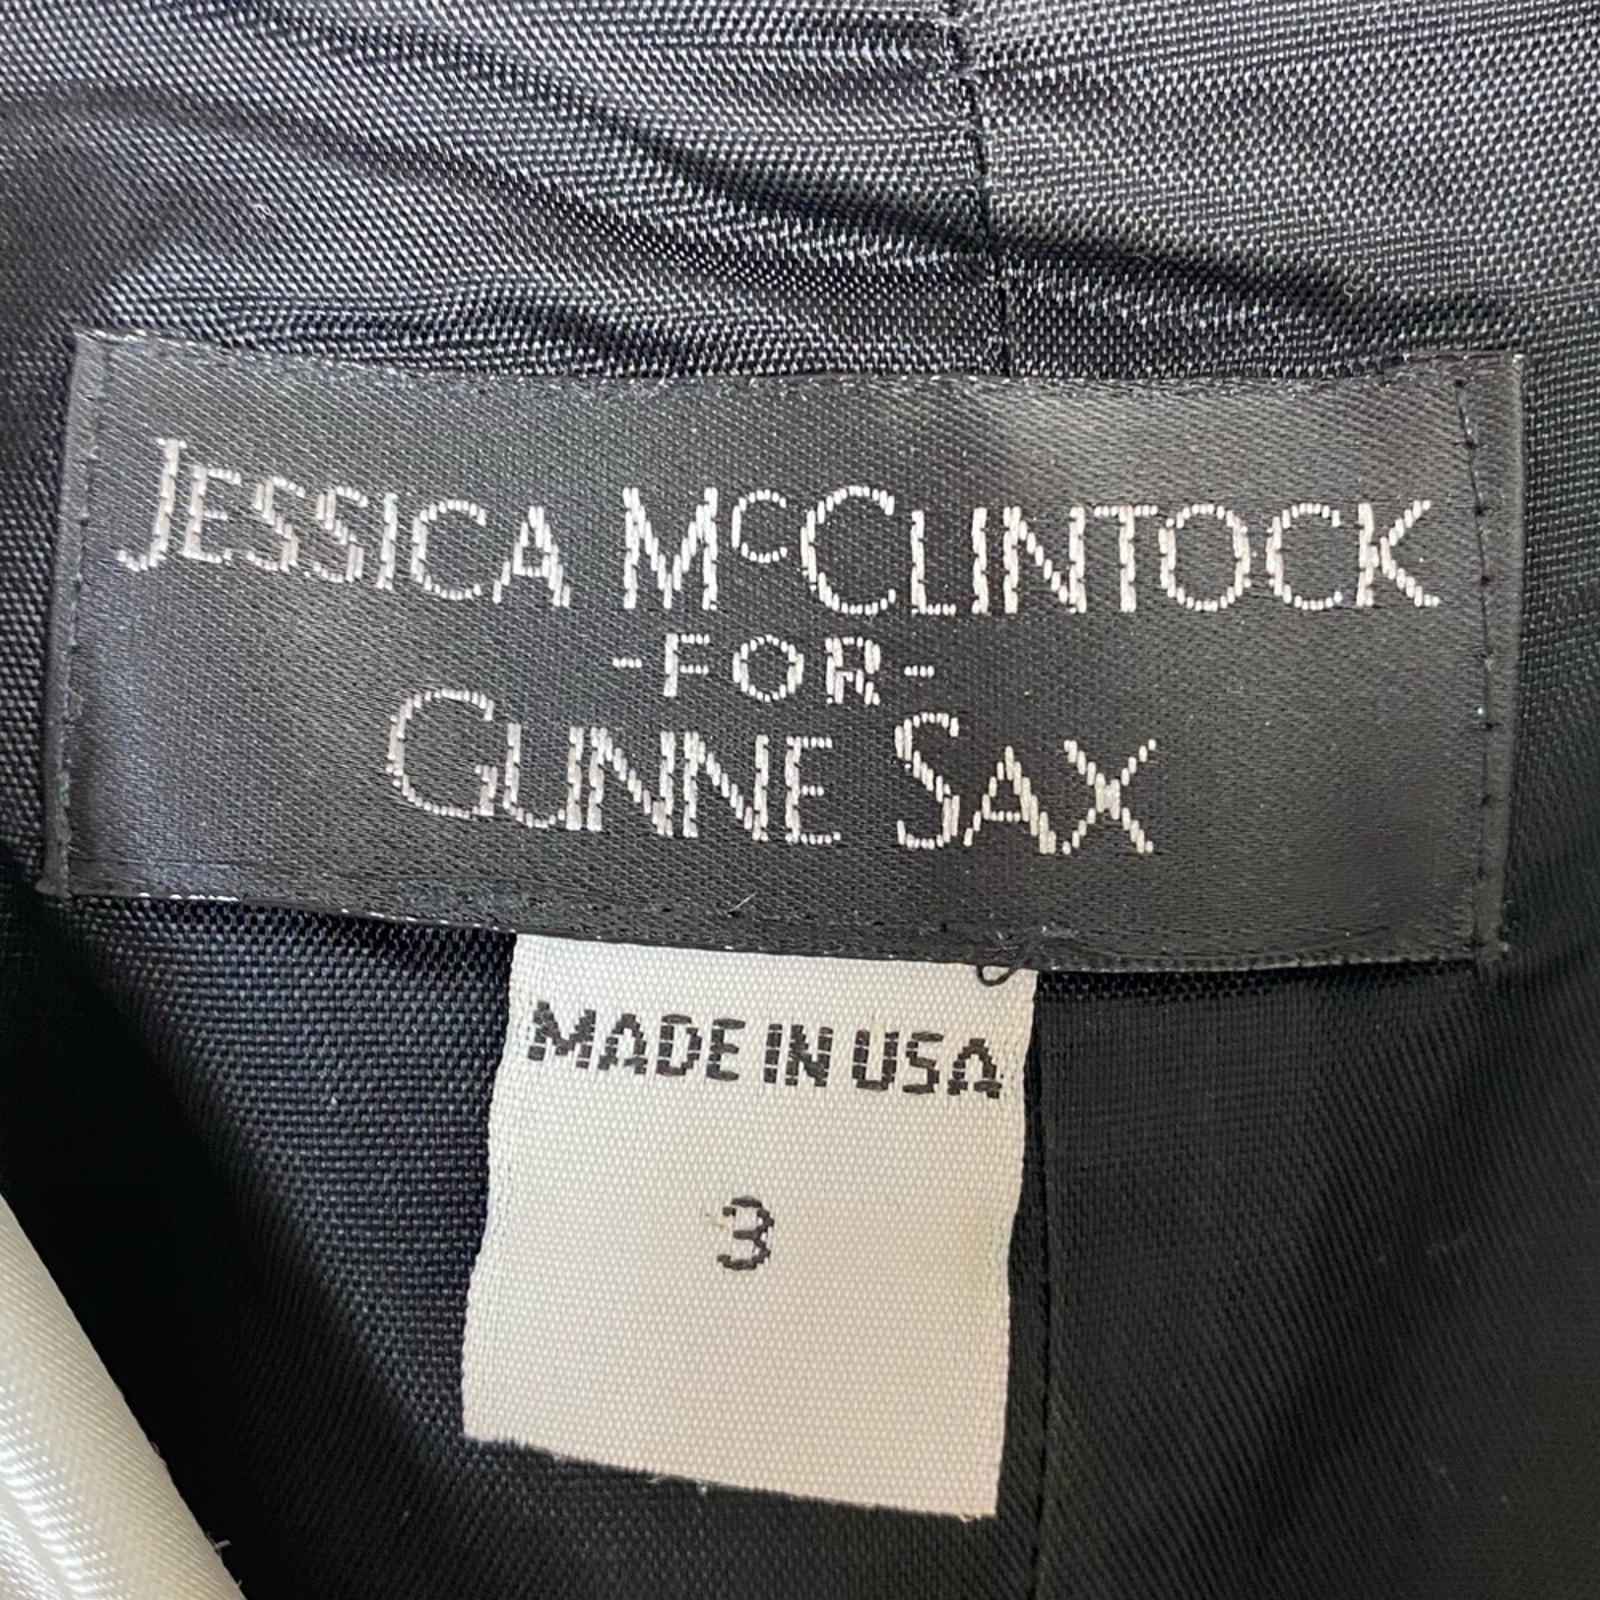 JESSICA McCLINTOCK
-FOR-
GUNNE SAX
MADE IN USA
3